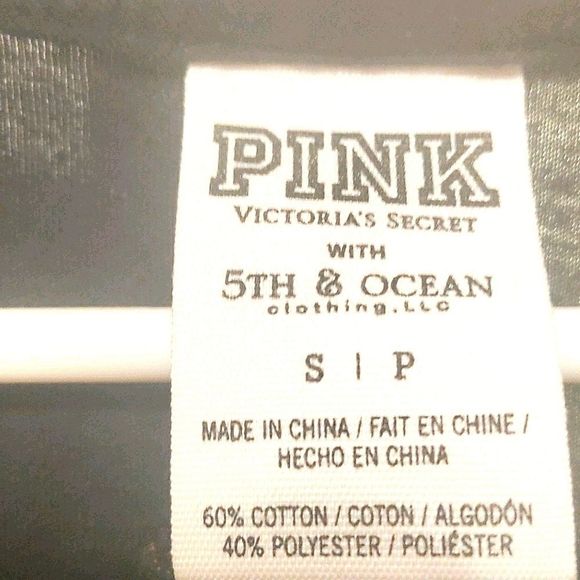 PINK
VICTORIA'S SECRET
WITH
5TH & OCEAN
clothing, LLC
S | P
MADE IN CHINA / FAIT EN CHINE /
HECHO EN CHINA
60% COTTON / COTON / ALGODÓN
40% POLYESTER / POLIÉSTER